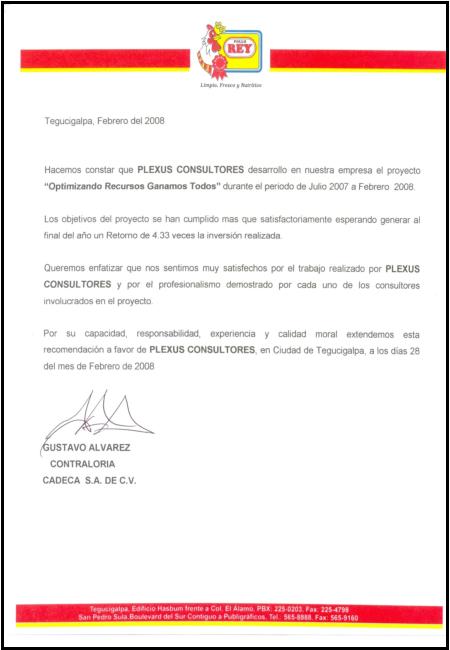 POLLO
REY
Limpio, Fresco y Nutritivo
Tegucigalpa, Febrero del 2008
Hacemos constar que PLEXUS CONSULTORES desarrollo en nuestra empresa el proyecto
"Optimizando Recursos Ganamos Todos" durante el periodo de Julio 2007 a Febrero 2008.
Los objetivos del proyecto se han cumplido mas que satisfactoriamente esperando generar al
final del año un Retorno de 4.33 veces la inversión realizada.
Queremos enfatizar que nos sentimos muy satisfechos por el trabajo realizado por PLEXUS
CONSULTORES y por el profesionalismo demostrado por cada uno de los consultores
involucrados en el proyecto.
Por su capacidad, responsabilidad, experiencia y calidad moral extendemos esta
recomendación a favor de PLEXUS CONSULTORES, en Ciudad de Tegucigalpa, a los días 28
del mes de Febrero de 2008
GUSTAVO ALVAREZ
CONTRALORIA
CADECA S.A. DE C.V.
Tegucigalpa, Edificio Hasbum frente a Col. El Alamo, PBX: 225-0203, Fax: 225-4798
San Pedro Sula, Boulevard del Sur Contiguo a Publigráficos, Tel.: 565-8888, Fax: 565-9160